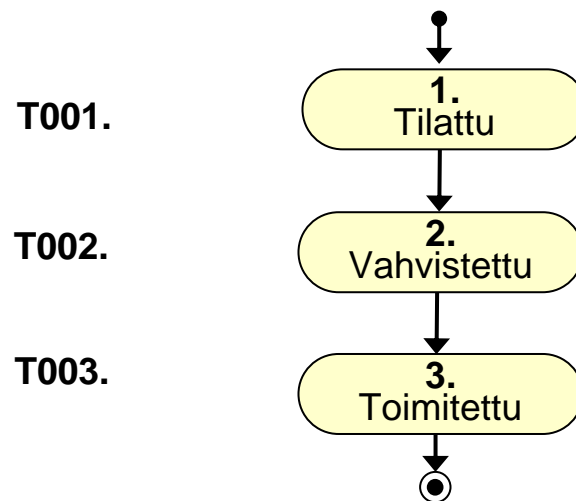 T001.
1.
Tilattu
T002.
2.
Vahvistettu
T003.
3.
Toimitettu